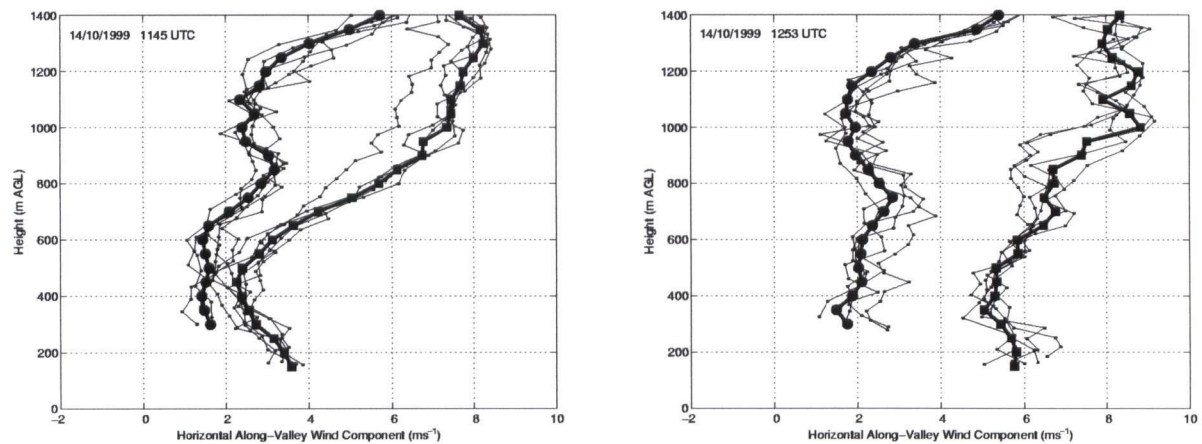 14/10/1999 1145 UTC
Height (m AGL)
1400
1200
1000
800
600
400
200
0
−2 0 2 4 6 8 10
Horizontal Along−Valley Wind Component (ms⁻¹)
14/10/1999 1253 UTC
Height (m AGL)
1400
1200
1000
800
600
400
200
0
−2 0 2 4 6 8 10
Horizontal Along−Valley Wind Component (ms⁻¹)